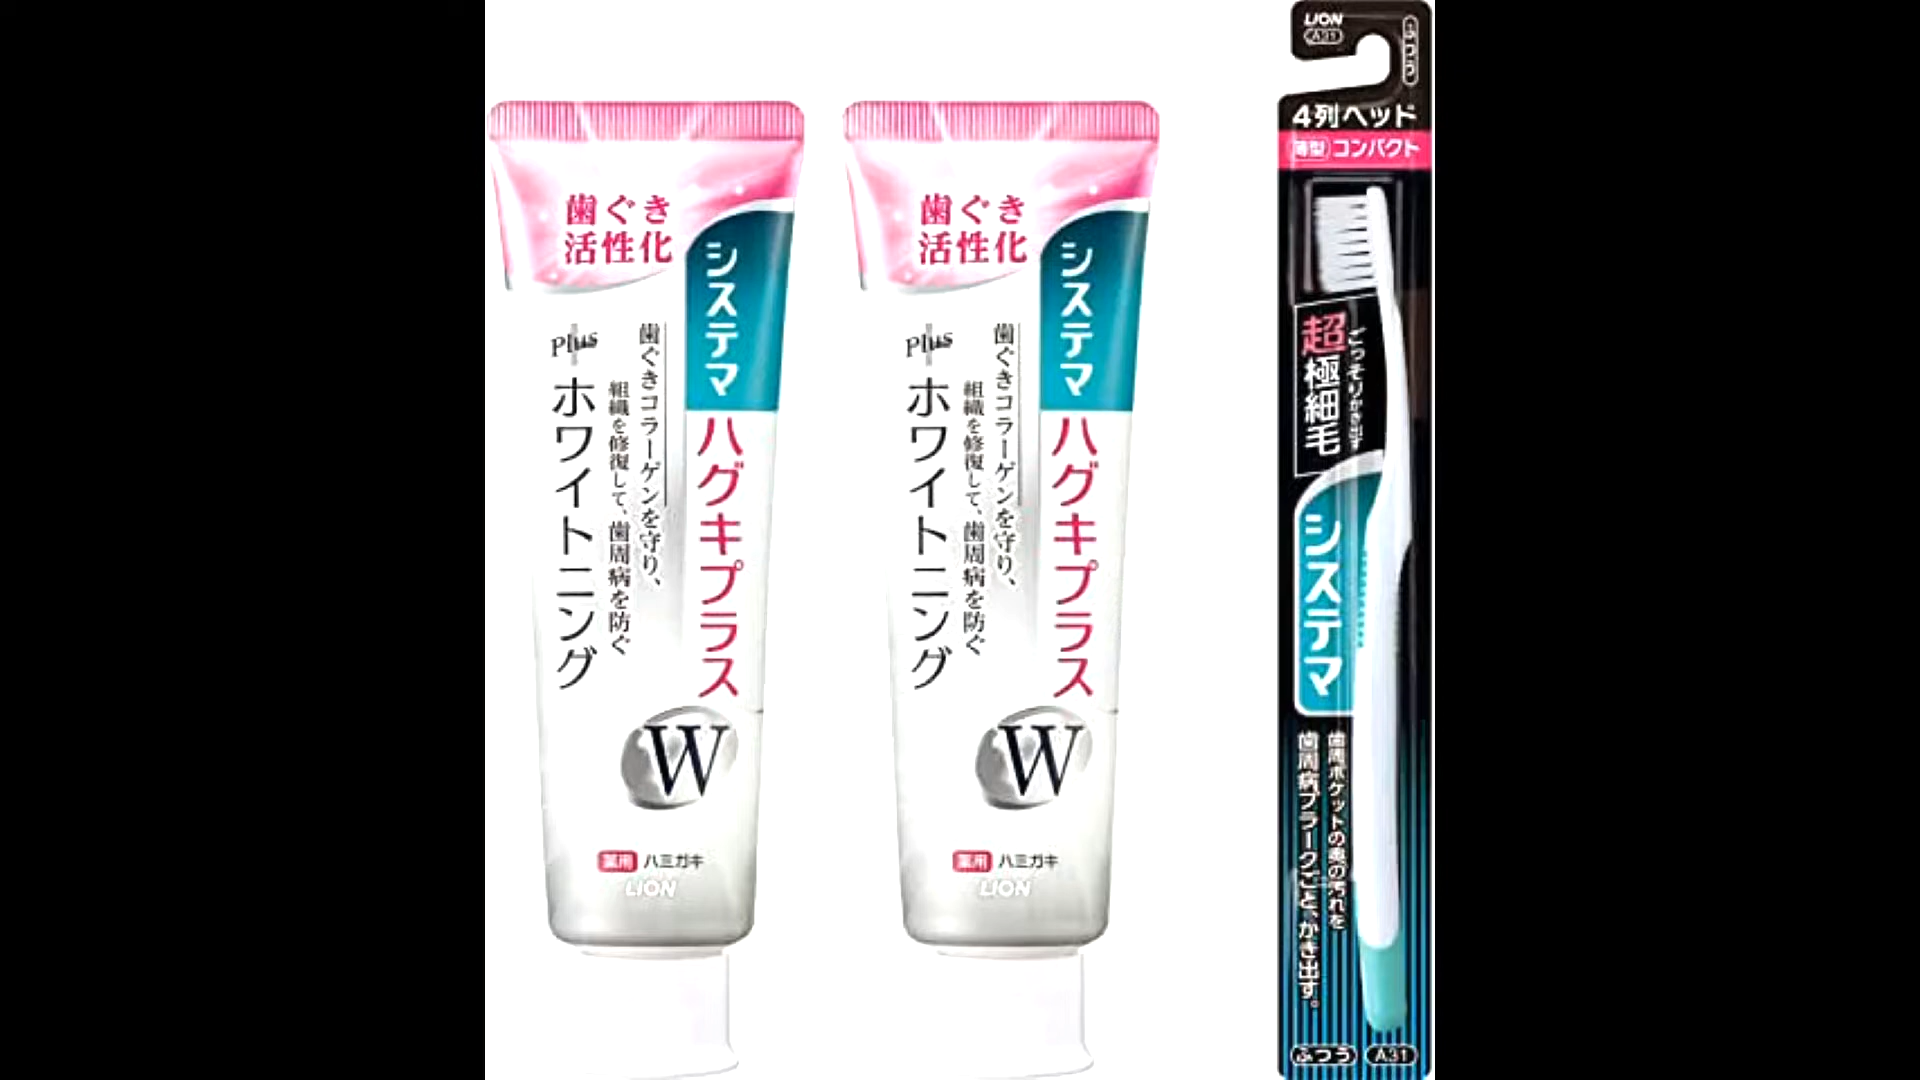 歯ぐき
活性化
システマ
ハグキプラス
歯ぐきコラーゲンを守り、
組織を修復して、歯周病を防ぐ
Plus
ホワイトニング
W
薬用 ハミガキ
LION
歯ぐき
活性化
システマ
ハグキプラス
歯ぐきコラーゲンを守り、
組織を修復して、歯周病を防ぐ
Plus
ホワイトニング
W
薬用 ハミガキ
LION
LION
A31
ふつう
4列ヘッド
薄型 コンパクト
ごっそりかき出す
超極細毛
システマ
歯周ポケットの奥の汚れを
歯周病プラークごと、かき出す。
ふつう A31